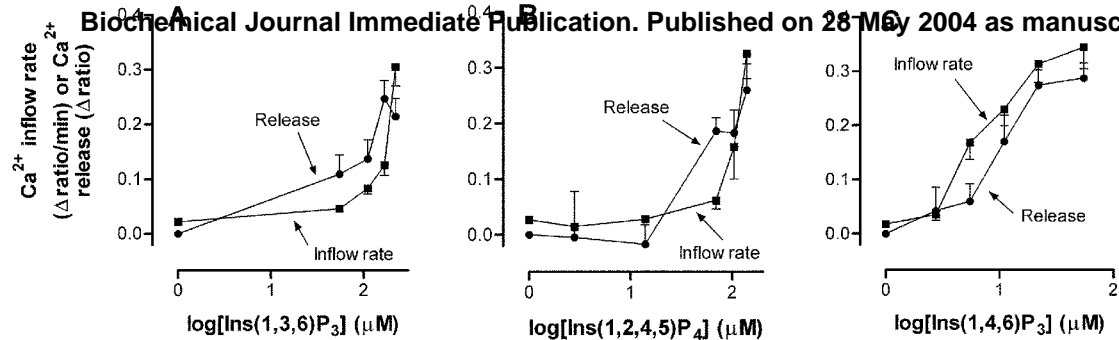 Biochemical Journal Immediate Publication. Published on 28 May 2004 as manusc
A
B
C
Ca2+ inflow rate
(Δratio/min) or Ca2+
release (Δratio)
0.3
0.2
0.1
0.0
Release
Inflow rate
0 1 2
log[Ins(1,3,6)P3] (μM)
0.4
0.3
0.2
0.1
0.0
Release
Inflow rate
0 1 2
log[Ins(1,2,4,5)P4] (μM)
0.3
0.2
0.1
0.0
Inflow rate
Release
0 1 2
log[Ins(1,4,6)P3] (μM)